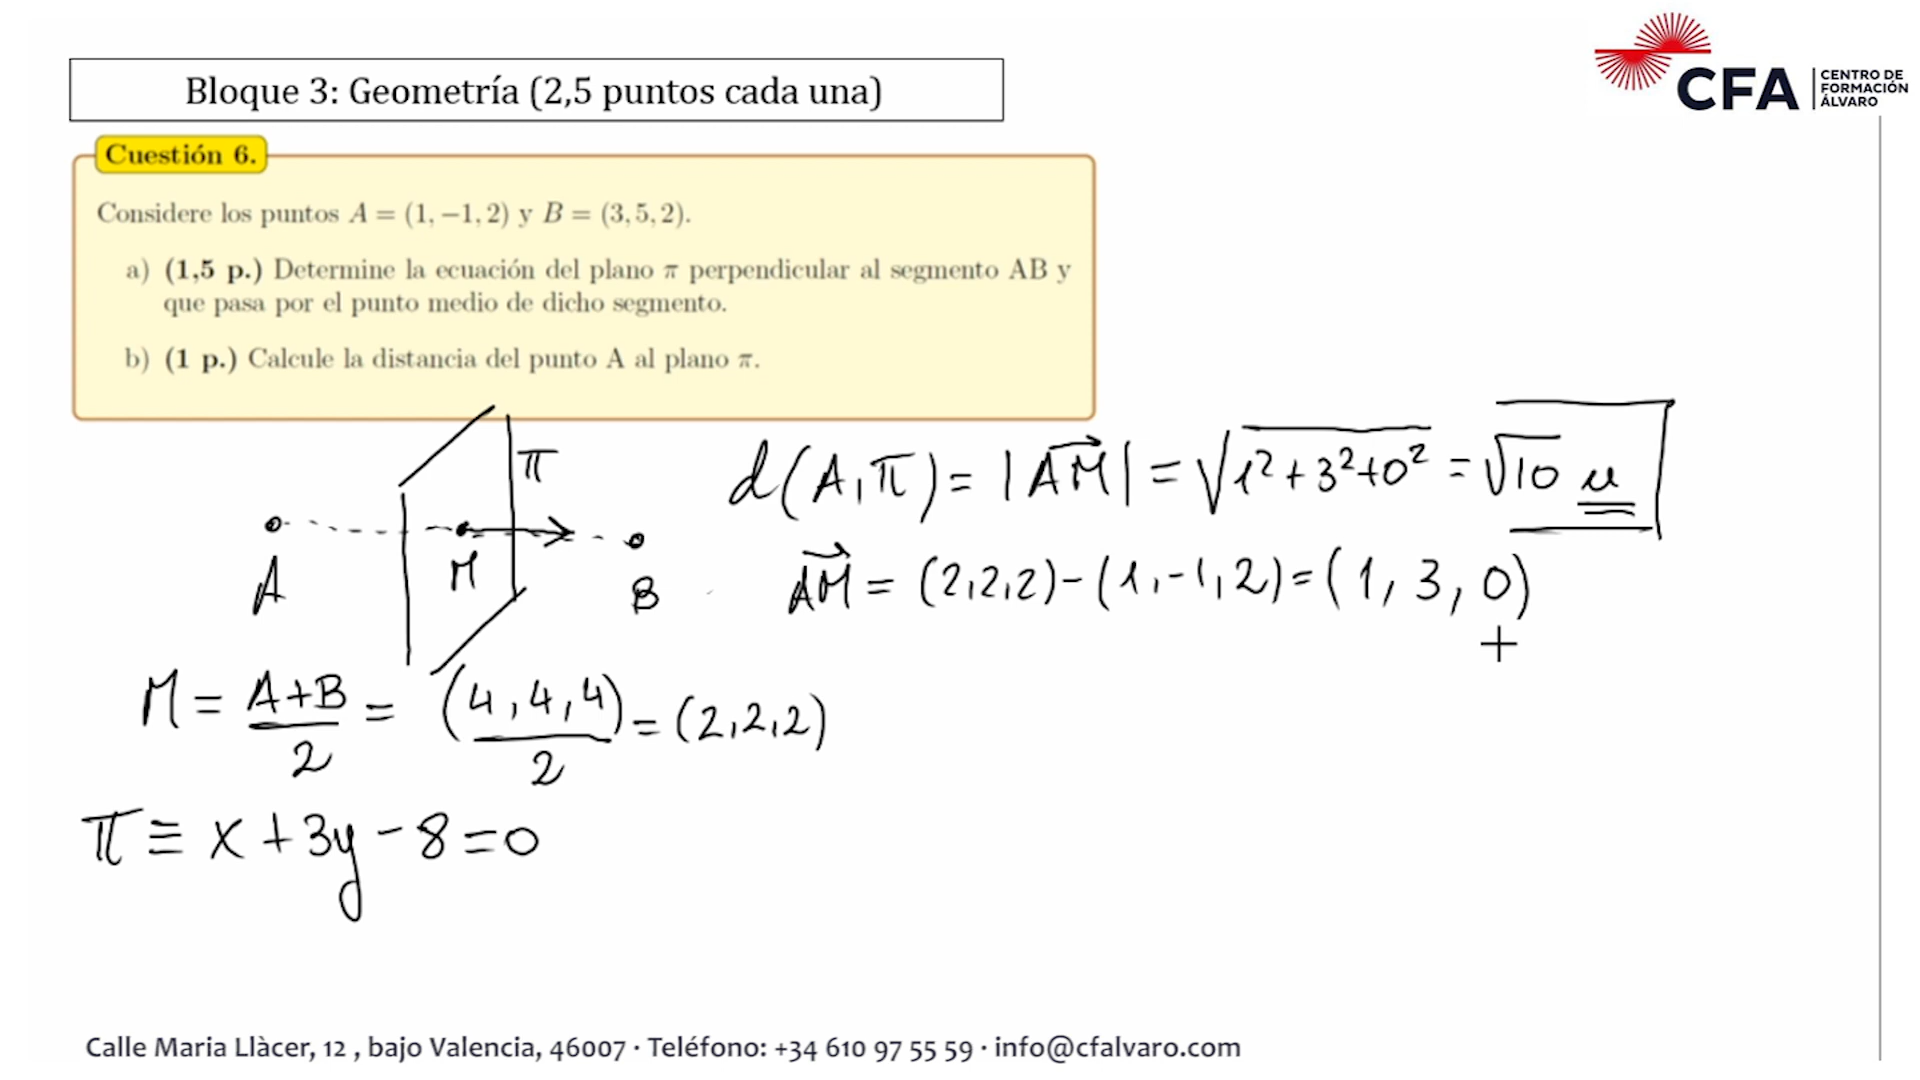 CFA CENTRO DE
FORMACIÓN
ÁLVARO
Bloque 3: Geometría (2,5 puntos cada una)
Cuestión 6.
Considere los puntos A = (1, −1, 2) y B = (3, 5, 2).
a) (1,5 p.) Determine la ecuación del plano π perpendicular al segmento AB y
que pasa por el punto medio de dicho segmento.
b) (1 p.) Calcule la distancia del punto A al plano π.
π
A M B
d(A,π) = |AM| = √1²+3²+0² = √10 u
AM = (2,2,2)-(1,-1,2)=(1,3,0)
M = A+B/2 = (4,4,4)/2 = (2,2,2)
π ≡ x+3y-8=0
Calle Maria Llàcer, 12 , bajo Valencia, 46007 · Teléfono: +34 610 97 55 59 · info@cfalvaro.com